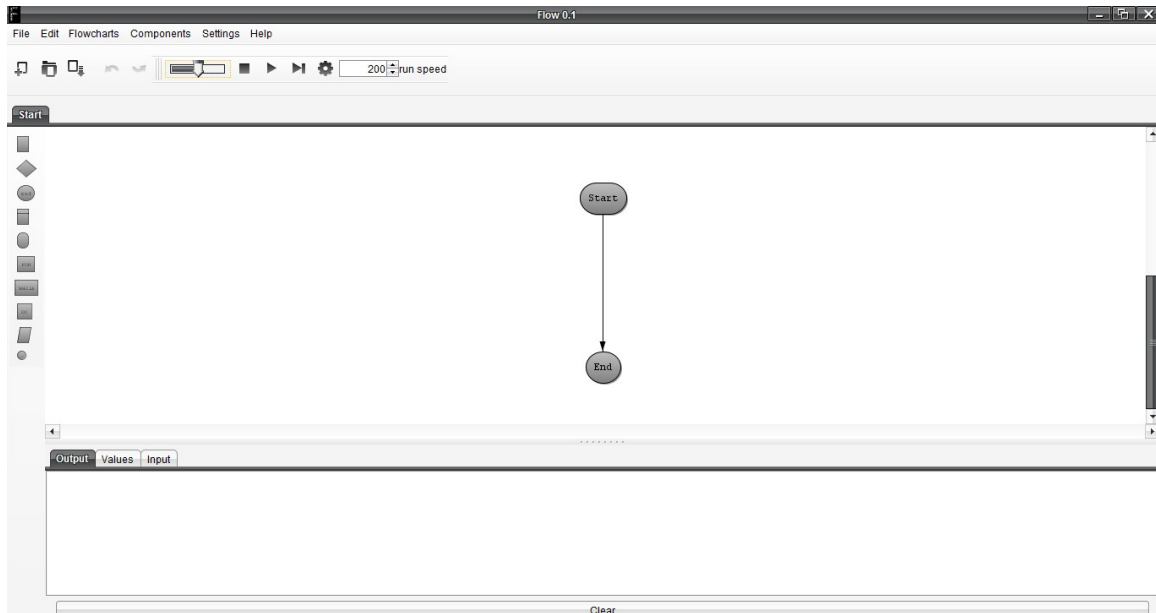 Flow 0.1
File Edit Flowcharts Components Settings Help
200 run speed
Start
Start
End
Output Values Input
Clear